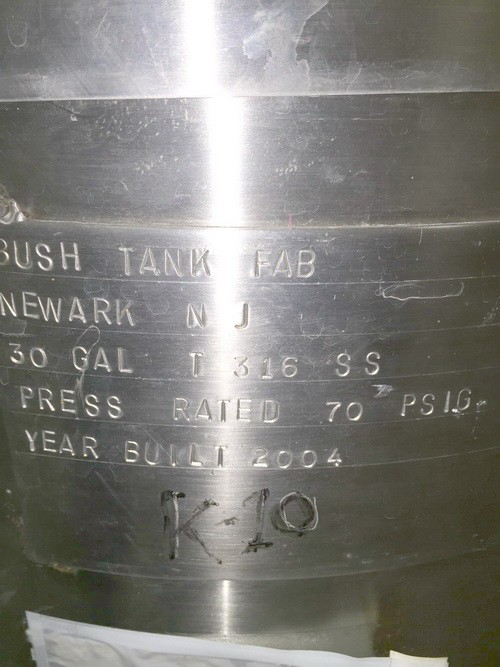 BUSH TANK FAB
NEWARK N J
30 GAL T 316 SS
PRESS RATED 70 PSIG.
YEAR BUILT 2004
K-10